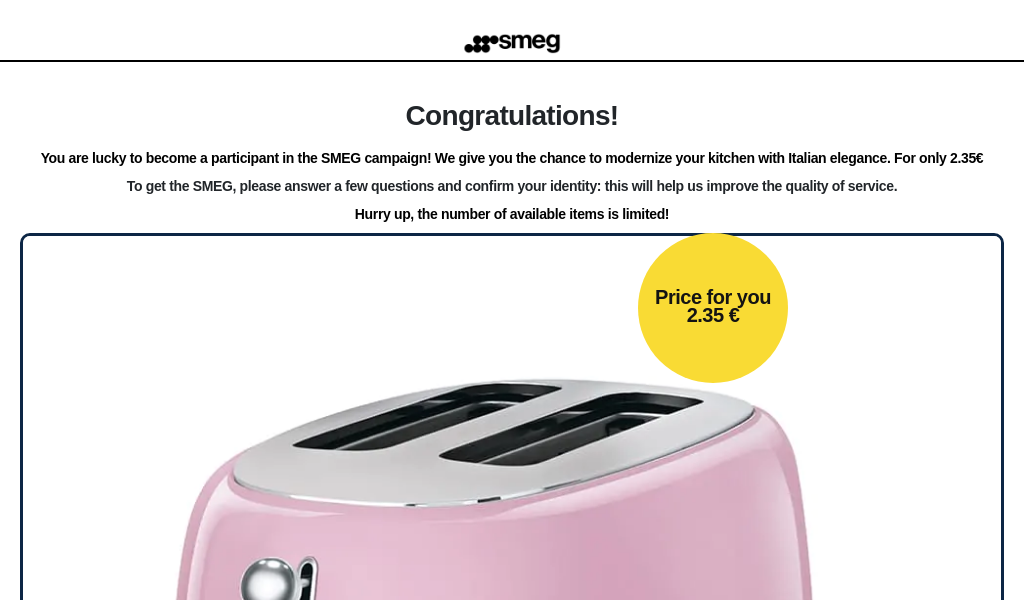 smeg
Congratulations!
You are lucky to become a participant in the SMEG campaign! We give you the chance to modernize your kitchen with Italian elegance. For only 2.35€
To get the SMEG, please answer a few questions and confirm your identity: this will help us improve the quality of service.
Hurry up, the number of available items is limited!
Price for you
2.35 €